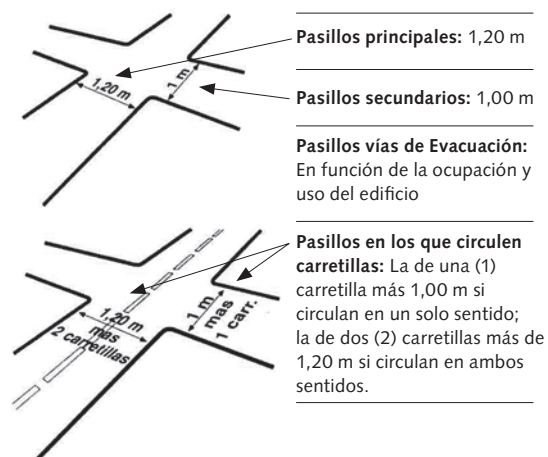 Pasillos principales: 1,20 m
1,20 m
1 m
Pasillos secundarios: 1,00 m
Pasillos vías de Evacuación:
En función de la ocupación y
uso del edificio
Pasillos en los que circulen
carretillas: La de una (1)
carretilla más 1,00 m si
circulan en un solo sentido;
la de dos (2) carretillas más de
1,20 m si circulan en ambos
sentidos.
1,20 m
mas
2 carretillas
1 m
mas
1 carr.